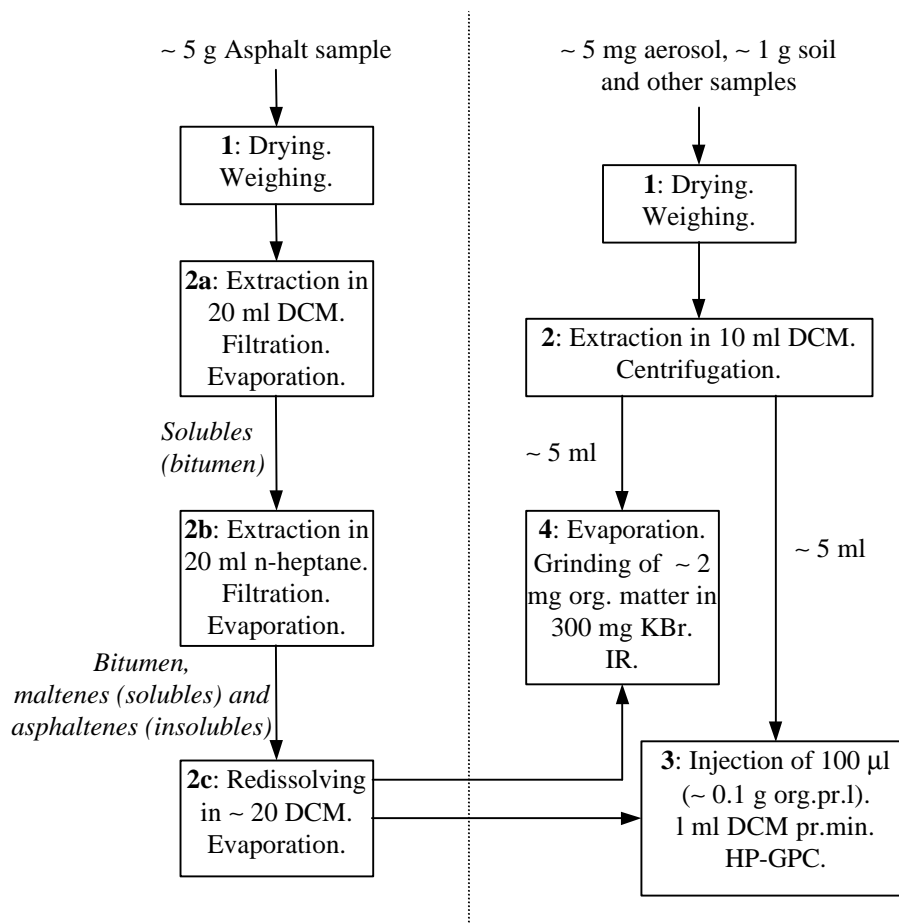 ~ 5 g Asphalt sample
1: Drying.
Weighing.
2a: Extraction in
20 ml DCM.
Filtration.
Evaporation.
Solubles
(bitumen)
2b: Extraction in
20 ml n-heptane.
Filtration.
Evaporation.
Bitumen,
maltenes (solubles) and
asphaltenes (insolubles)
2c: Redissolving
in ~ 20 DCM.
Evaporation.
~ 5 mg aerosol, ~ 1 g soil
and other samples
1: Drying.
Weighing.
2: Extraction in 10 ml DCM.
Centrifugation.
~ 5 ml
~ 5 ml
4: Evaporation.
Grinding of ~ 2
mg org. matter in
300 mg KBr.
IR.
3: Injection of 100 μl
(~ 0.1 g org.pr.l).
l ml DCM pr.min.
HP-GPC.